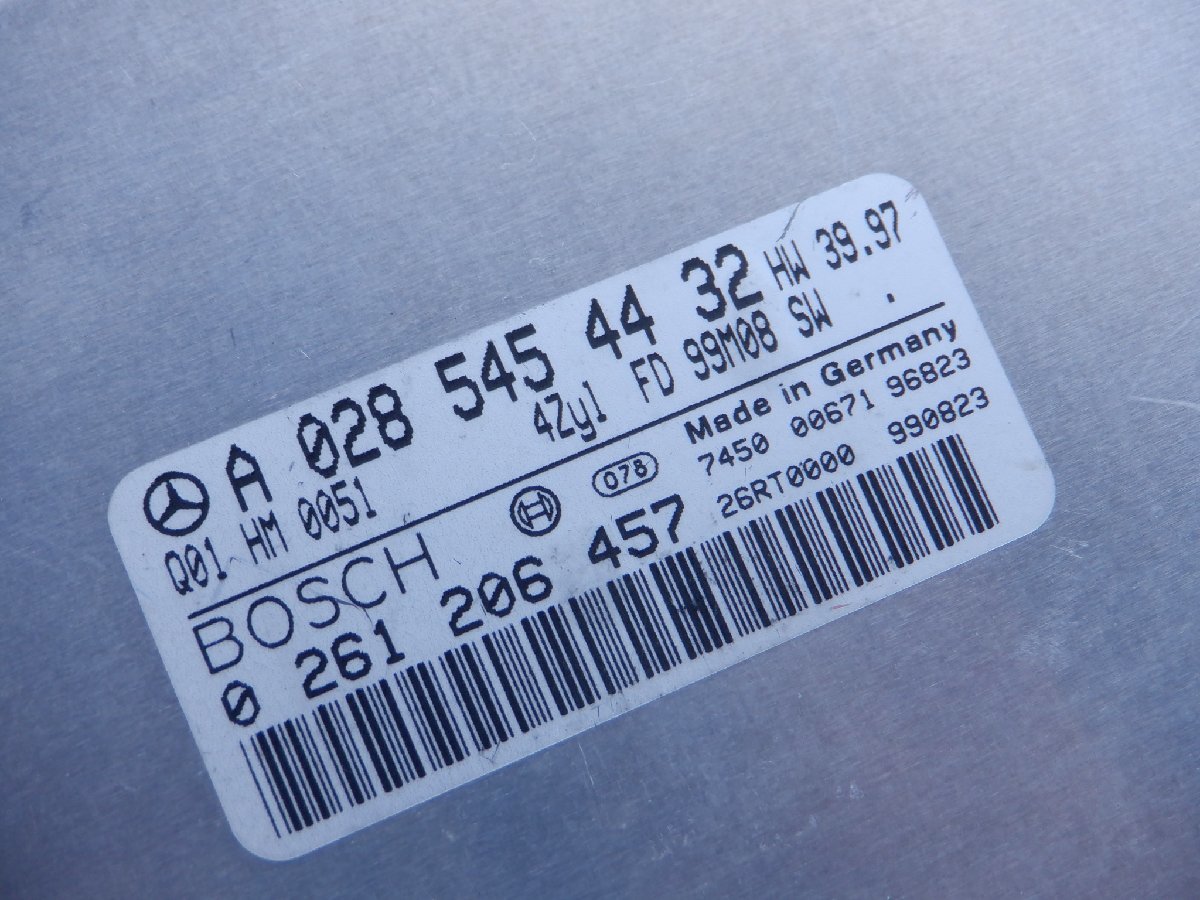 A 028 545 44 32 HW 39.97
Q01 HM 0051 4Zyl FD 99M08 SW .
BOSCH 078 Made in Germany
7450 00671 96823
0 261 206 457 26RT0000 990823